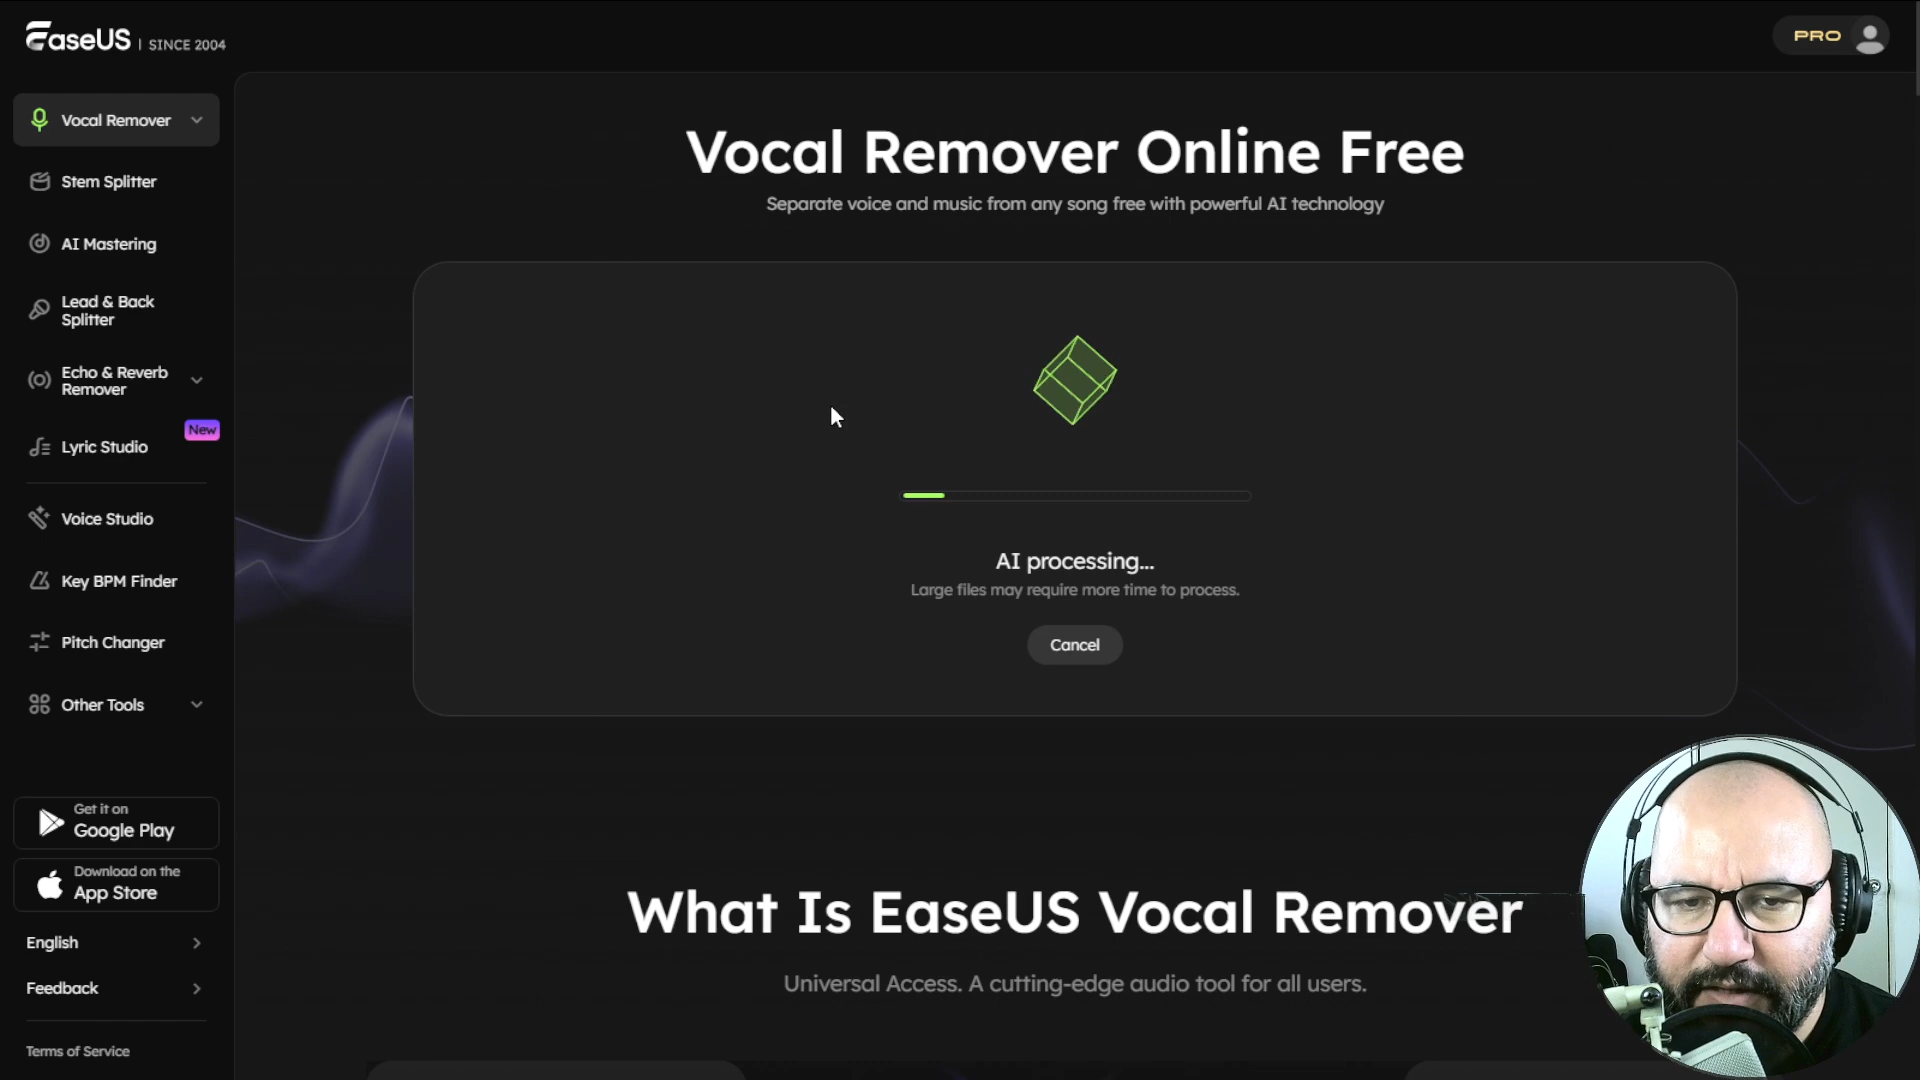 EaseUS | SINCE 2004
PRO
Vocal Remover
Stem Splitter
AI Mastering
Lead & Back
Splitter
Echo & Reverb
Remover
New
Lyric Studio
Voice Studio
Key BPM Finder
Pitch Changer
Other Tools
Get it on
Google Play
Download on the
App Store
English
Feedback
Terms of Service
Vocal Remover Online Free
Separate voice and music from any song free with powerful AI technology
AI processing...
Large files may require more time to process.
Cancel
What Is EaseUS Vocal Remover
Universal Access. A cutting-edge audio tool for all users.